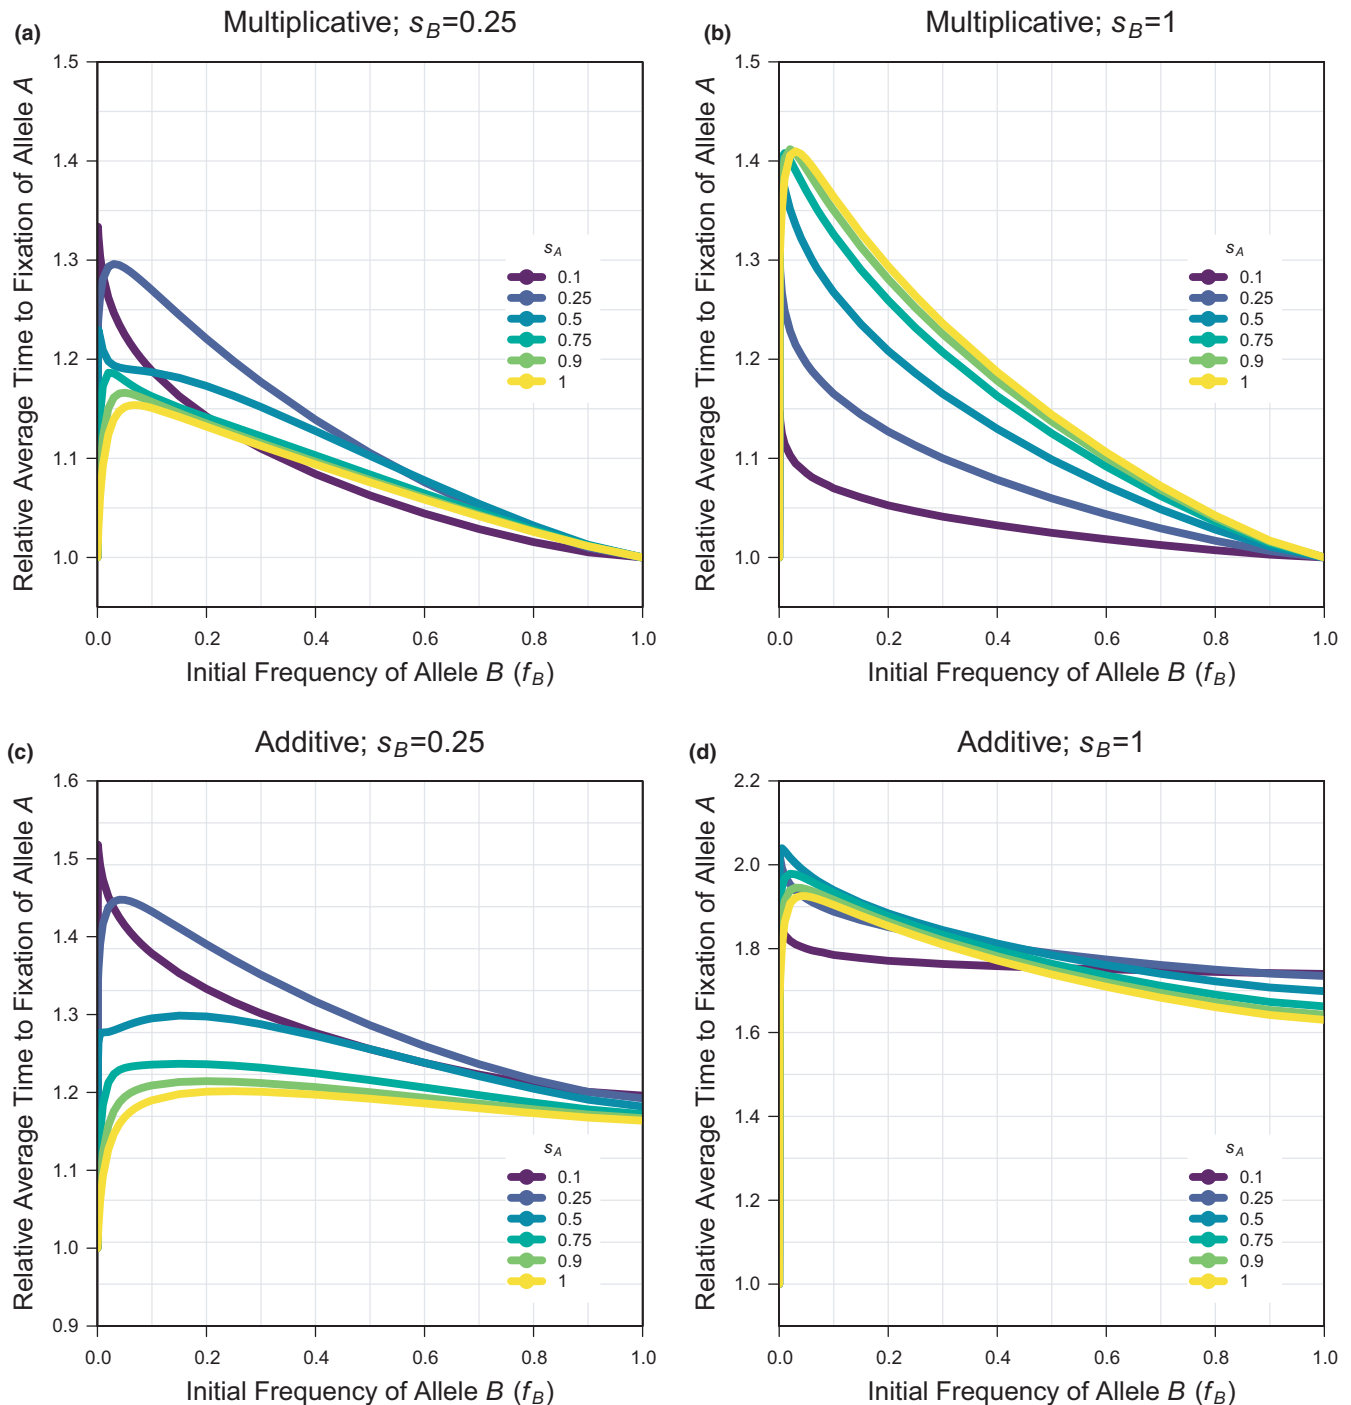 (a)
Multiplicative; sB=0.25
Relative Average Time to Fixation of Allele A
1.5
1.4
1.3
1.2
1.1
1.0
sA
0.1
0.25
0.5
0.75
0.9
1
0.0 0.2 0.4 0.6 0.8 1.0
Initial Frequency of Allele B (fB)
(b)
Multiplicative; sB=1
Relative Average Time to Fixation of Allele A
1.5
1.4
1.3
1.2
1.1
1.0
sA
0.1
0.25
0.5
0.75
0.9
1
0.0 0.2 0.4 0.6 0.8 1.0
Initial Frequency of Allele B (fB)
(c)
Additive; sB=0.25
Relative Average Time to Fixation of Allele A
1.6
1.5
1.4
1.3
1.2
1.1
1.0
0.9
sA
0.1
0.25
0.5
0.75
0.9
1
0.0 0.2 0.4 0.6 0.8 1.0
Initial Frequency of Allele B (fB)
(d)
Additive; sB=1
Relative Average Time to Fixation of Allele A
2.2
2.0
1.8
1.6
1.4
1.2
1.0
sA
0.1
0.25
0.5
0.75
0.9
1
0.0 0.2 0.4 0.6 0.8 1.0
Initial Frequency of Allele B (fB)